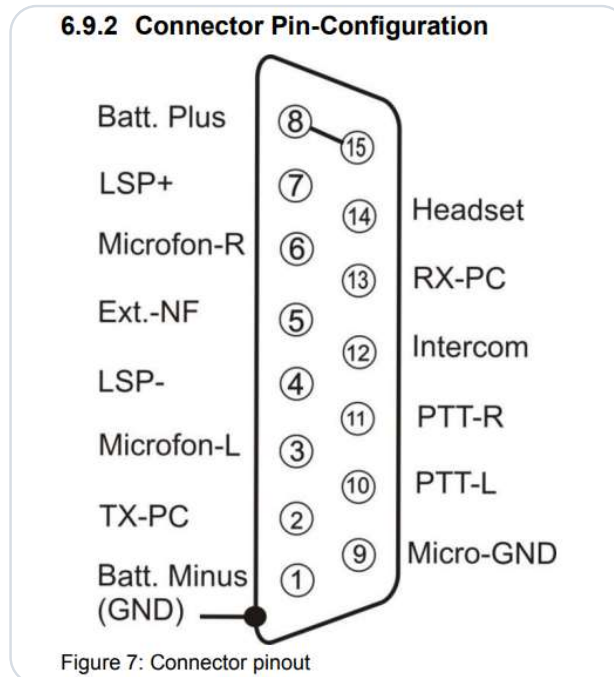 6.9.2 Connector Pin-Configuration
Batt. Plus
8
15
LSP+
7
14
Headset
Microfon-R
6
13
RX-PC
Ext.-NF
5
12
Intercom
LSP-
4
11
PTT-R
Microfon-L
3
10
PTT-L
TX-PC
2
9
Micro-GND
Batt. Minus
1
(GND)
Figure 7: Connector pinout